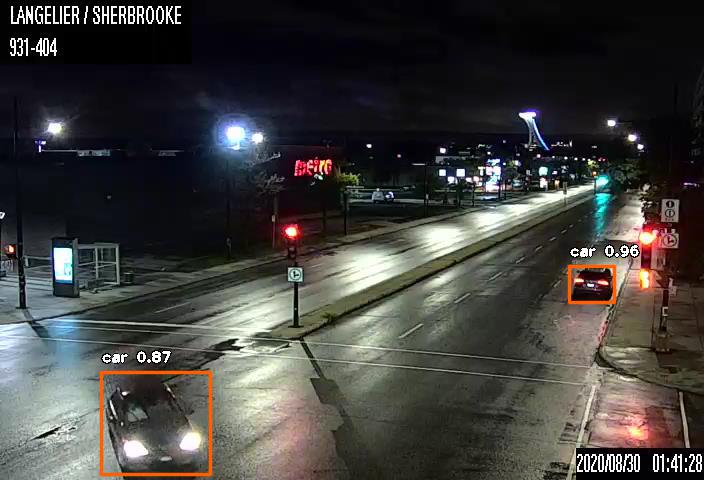 LANGELIER / SHERBROOKE
931-404
metro
car 0.96
car 0.87
2020/08/30 01:41:28